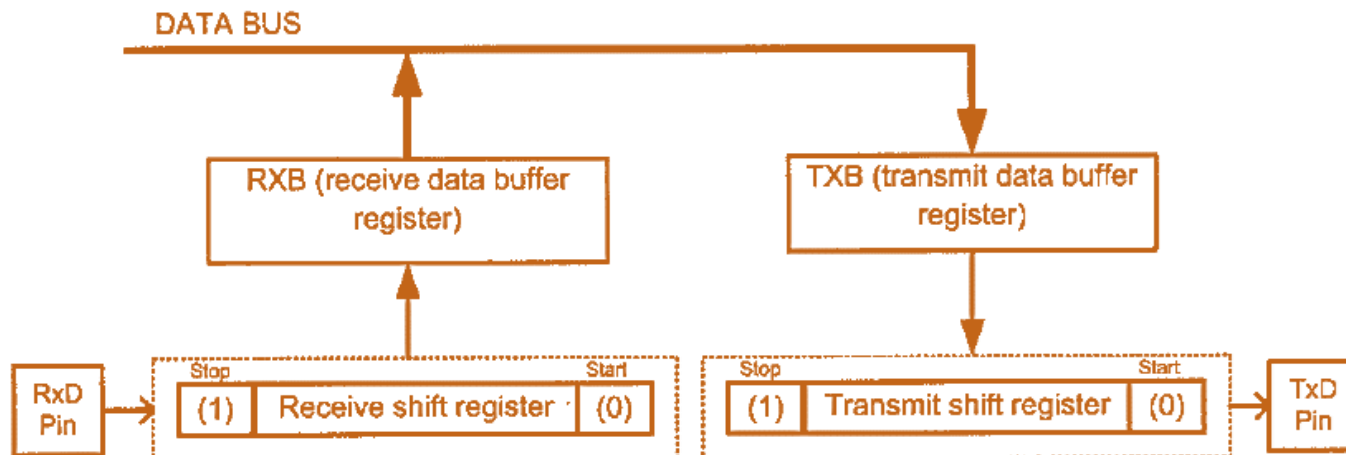 DATA BUS
RXB (receive data buffer
register)
TXB (transmit data buffer
register)
RxD
Pin
Stop
Start
(1)
Receive shift register
(0)
Stop
Start
(1)
Transmit shift register
(0)
TxD
Pin